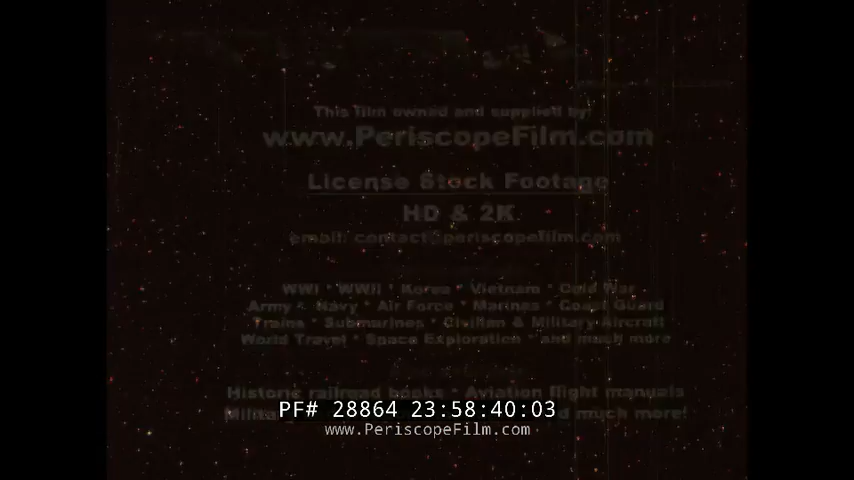 This film owned and supplied by:
www.PeriscopeFilm.com
License Stock Footage
HD & 2K
email: contact@periscopefilm.com
WWI * WWII * Korea * Vietnam * Cold War
Army * Navy * Air Force * Marines * Coast Guard
Trains * Submarines * Civilian & Military Aircraft
World Travel * Space Exploration * and much more
Historic railroad books * Aviation flight manuals
PF# 28864 23:58:40:03
and much more!
www.PeriscopeFilm.com